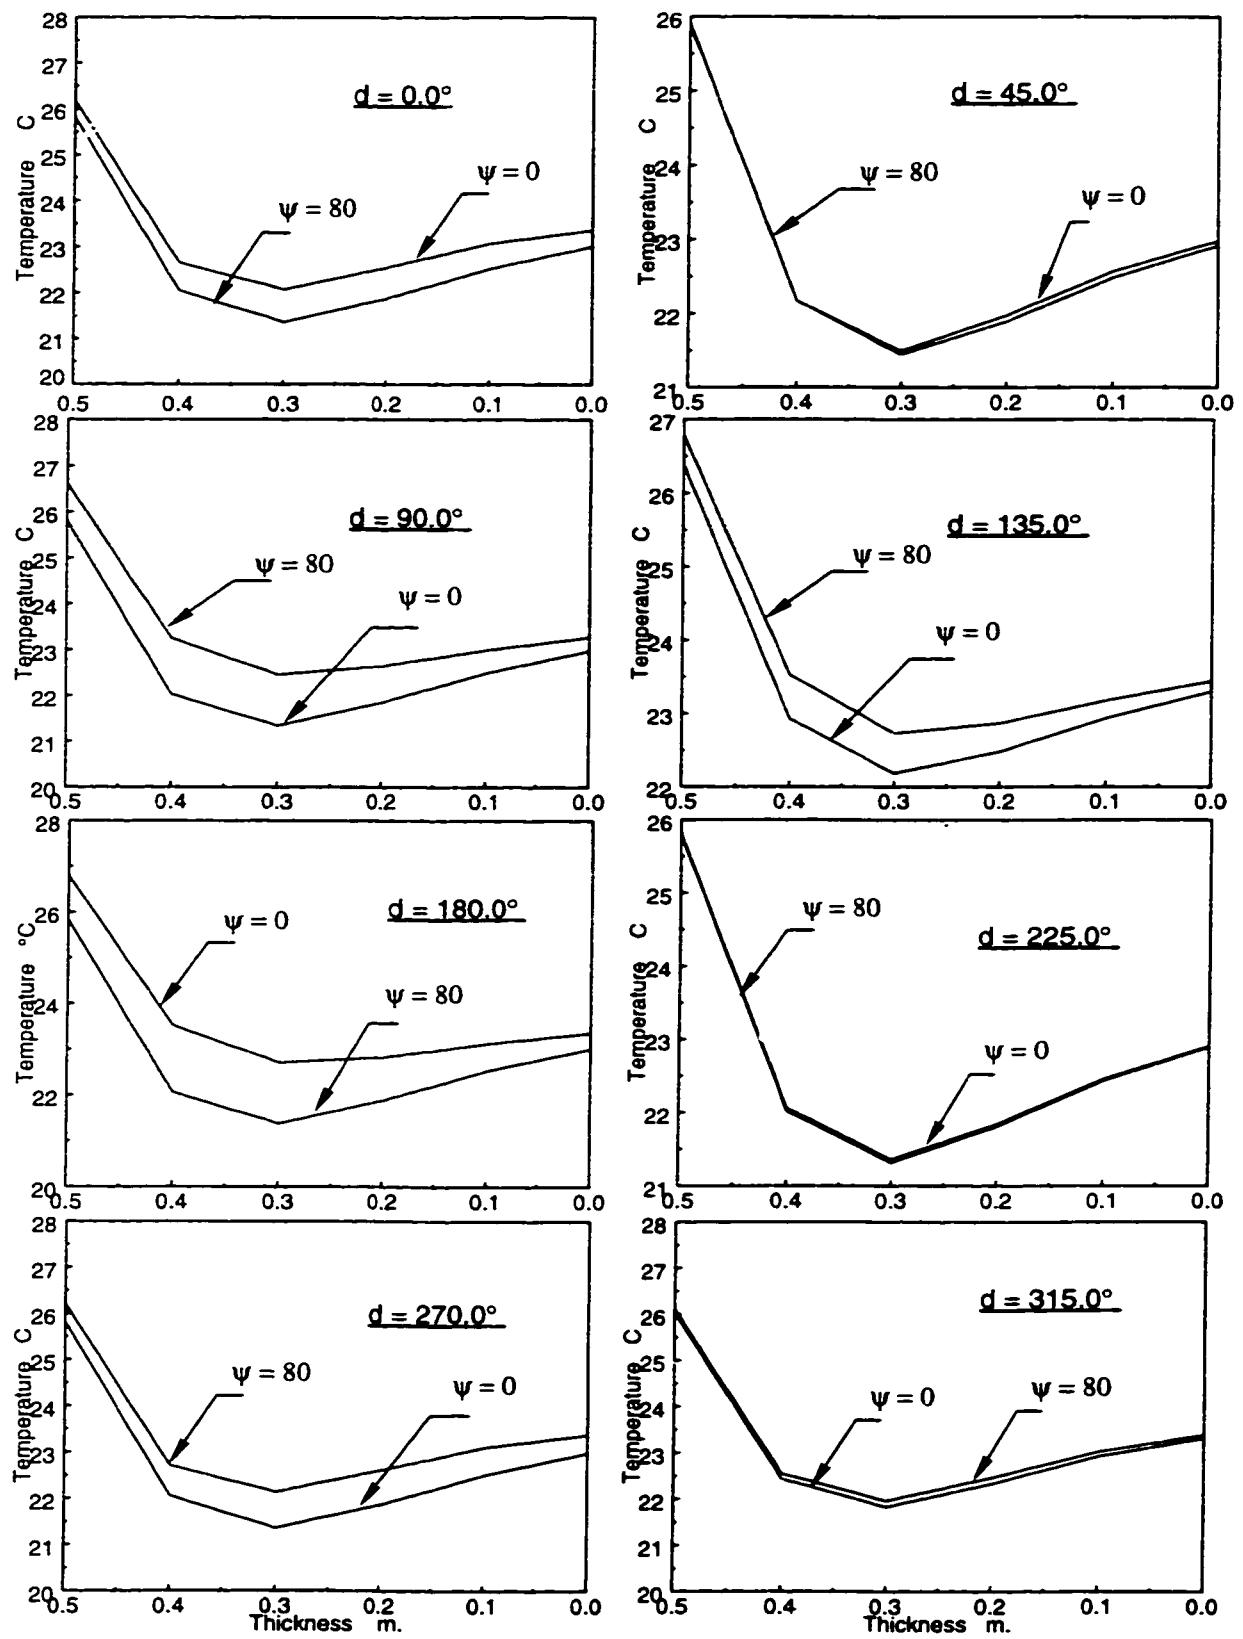 28
27
26
25
24
23
22
21
20
Temperature C
d = 0.0°
ψ = 0
ψ = 80
0.5 0.4 0.3 0.2 0.1 0.0
26
25
24
23
22
21
Temperature C
d = 45.0°
ψ = 80
ψ = 0
0.5 0.4 0.3 0.2 0.1 0.0
28
27
26
25
24
23
22
21
20
Temperature C
d = 90.0°
ψ = 80
ψ = 0
0.5 0.4 0.3 0.2 0.1 0.0
27
26
25
24
23
22
Temperature C
d = 135.0°
ψ = 80
ψ = 0
0.5 0.4 0.3 0.2 0.1 0.0
28
26
24
22
20
Temperature °C
d = 180.0°
ψ = 0
ψ = 80
0.5 0.4 0.3 0.2 0.1 0.0
26
25
24
23
22
21
Temperature C
ψ = 80
d = 225.0°
ψ = 0
0.5 0.4 0.3 0.2 0.1 0.0
28
27
26
25
24
23
22
21
20
Temperature C
d = 270.0°
ψ = 80
ψ = 0
0.5 0.4 0.3 0.2 0.1 0.0
Thickness m.
28
27
26
25
24
23
22
21
20
Temperature C
d = 315.0°
ψ = 0
ψ = 80
0.5 0.4 0.3 0.2 0.1 0.0
Thickness m.